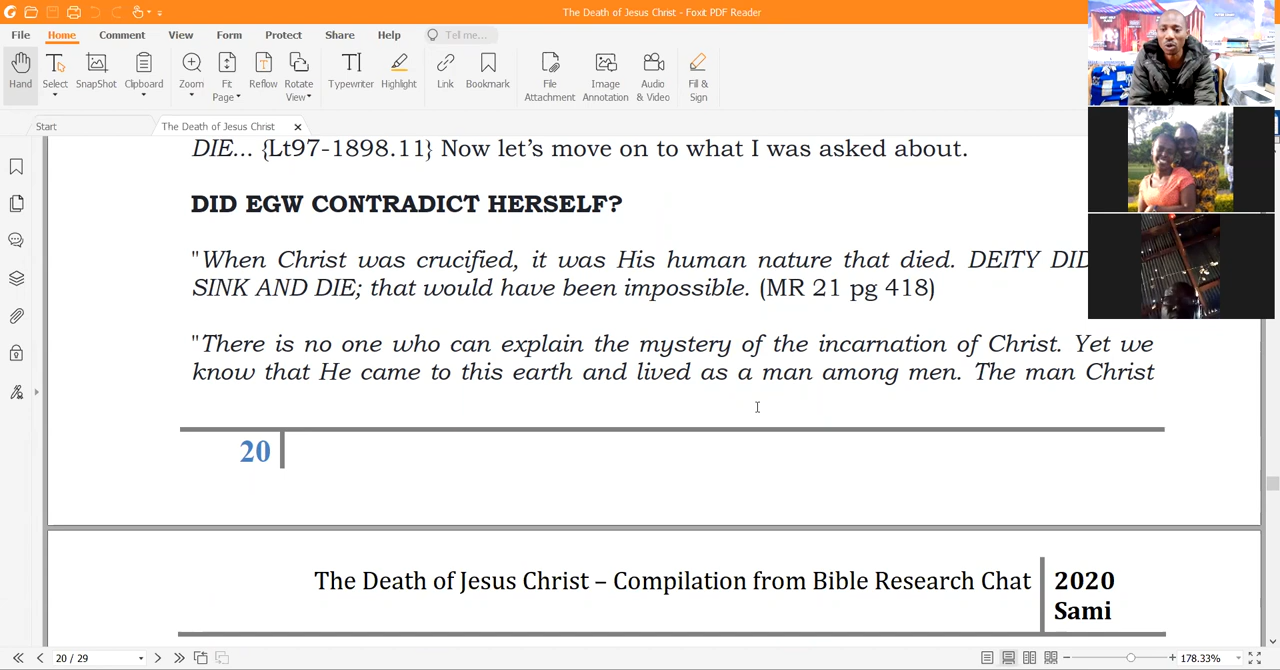 The Death of Jesus Christ - Foxit PDF Reader
File Home Comment View Form Protect Share Help Tell me...
Hand Select SnapShot Clipboard Zoom Fit Page Reflow Rotate View Typewriter Highlight Link Bookmark File Attachment Image Annotation Audio & Video Fill & Sign
Start The Death of Jesus Christ
DIE... {Lt97-1898.11} Now let's move on to what I was asked about.
DID EGW CONTRADICT HERSELF?
"When Christ was crucified, it was His human nature that died. DEITY DID
SINK AND DIE; that would have been impossible. (MR 21 pg 418)
"There is no one who can explain the mystery of the incarnation of Christ. Yet we
know that He came to this earth and lived as a man among men. The man Christ
20
The Death of Jesus Christ – Compilation from Bible Research Chat 2020
Sami
20 / 29 178.33%